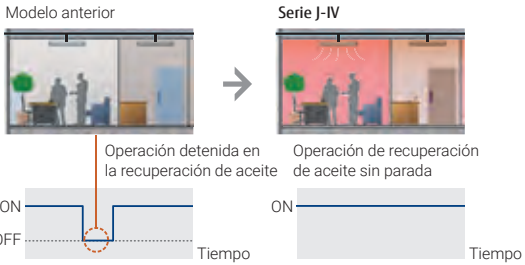 Modelo anterior
Serie J-IV
Operación detenida en
la recuperación de aceite
Operación de recuperación
de aceite sin parada
ON
OFF
Tiempo
ON
Tiempo